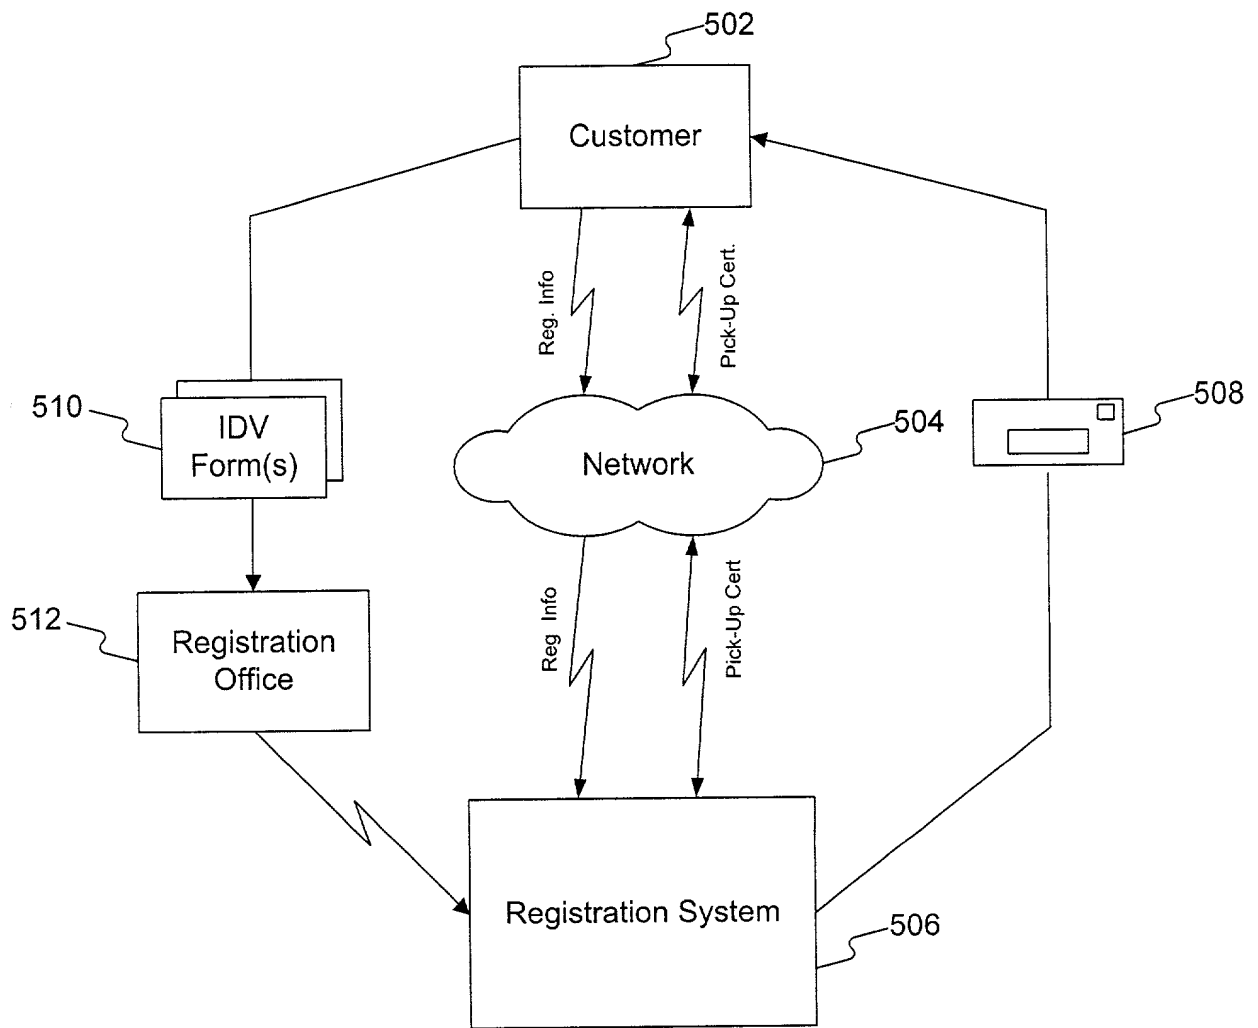 502
Customer
Reg. Info
Pick-Up Cert.
510
IDV
Form(s)
504
Network
508
512
Registration
Office
Reg Info
Pick-Up Cert
Registration System
506